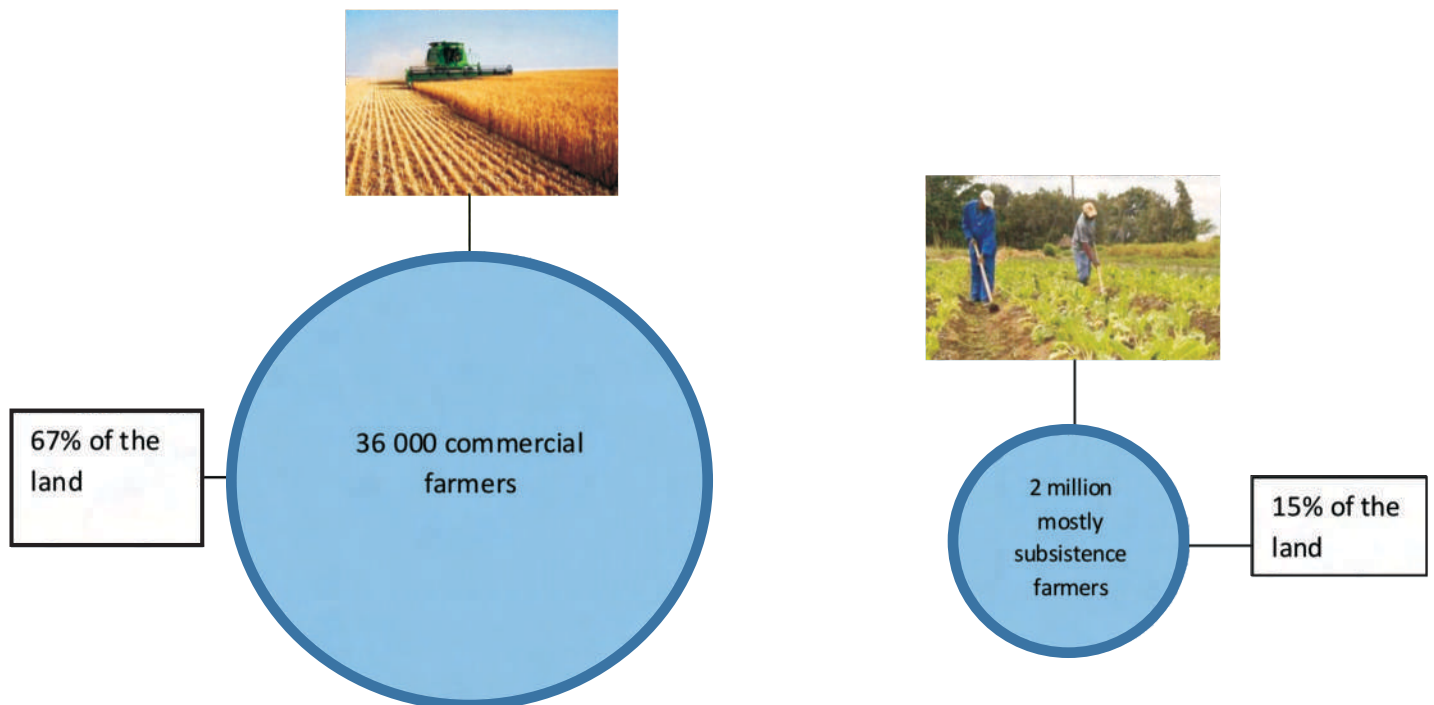 67% of the
land
36 000 commercial
farmers
2 million
mostly
subsistence
farmers
15% of the
land